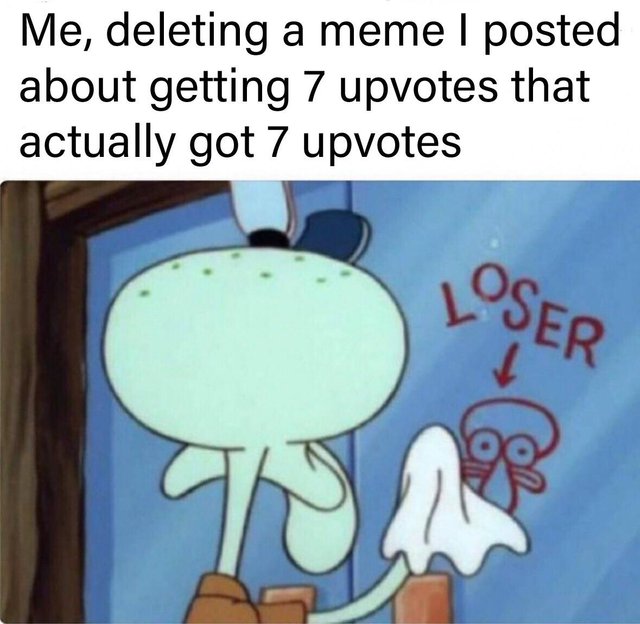 Me, deleting a meme I posted
about getting 7 upvotes that
actually got 7 upvotes
LOSER